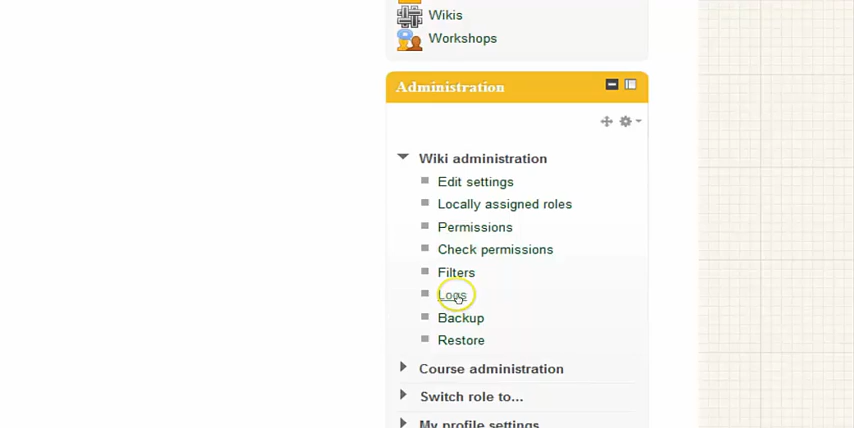 Wikis
Workshops
Administration
Wiki administration
Edit settings
Locally assigned roles
Permissions
Check permissions
Filters
Logs
Backup
Restore
Course administration
Switch role to...
My profile settings